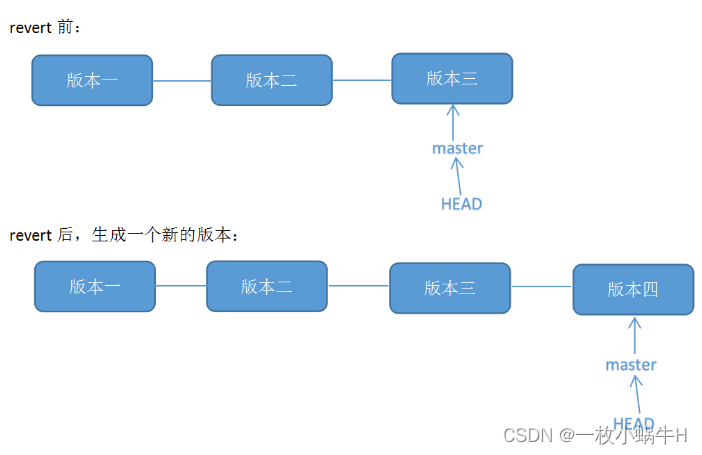 revert 前：
版本一 版本二 版本三
master
HEAD
revert 后，生成一个新的版本：
版本一 版本二 版本三 版本四
master
HEAD
CSDN @一枚小蜗牛H